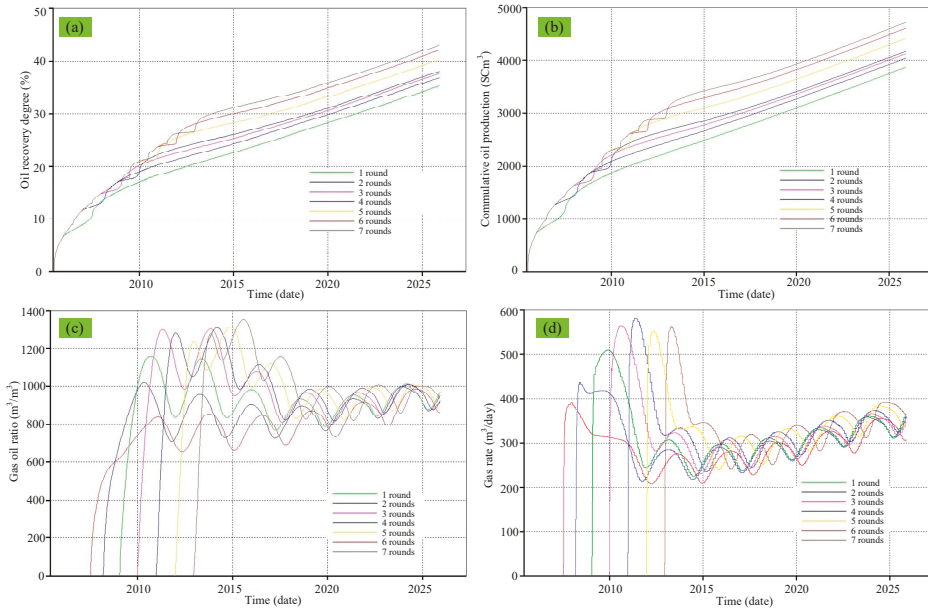 (a)
Oil recovery degree (%)
50
40
30
20
10
0
1 round
2 rounds
3 rounds
4 rounds
5 rounds
6 rounds
7 rounds
2010 2015 2020 2025
Time (date)
(b)
Commulative oil production (SCm³)
5000
4000
3000
2000
1000
0
1 round
2 rounds
3 rounds
4 rounds
5 rounds
6 rounds
7 rounds
2010 2015 2020 2025
Time (date)
(c)
Gas oil ratio (m³/m³)
1400
1200
1000
800
600
400
200
0
1 round
2 rounds
3 rounds
4 rounds
5 rounds
6 rounds
7 rounds
2010 2015 2020 2025
Time (date)
(d)
Gas rate (m³/day)
600
500
400
300
200
100
0
1 round
2 rounds
3 rounds
4 rounds
5 rounds
6 rounds
7 rounds
2010 2015 2020 2025
Time (date)